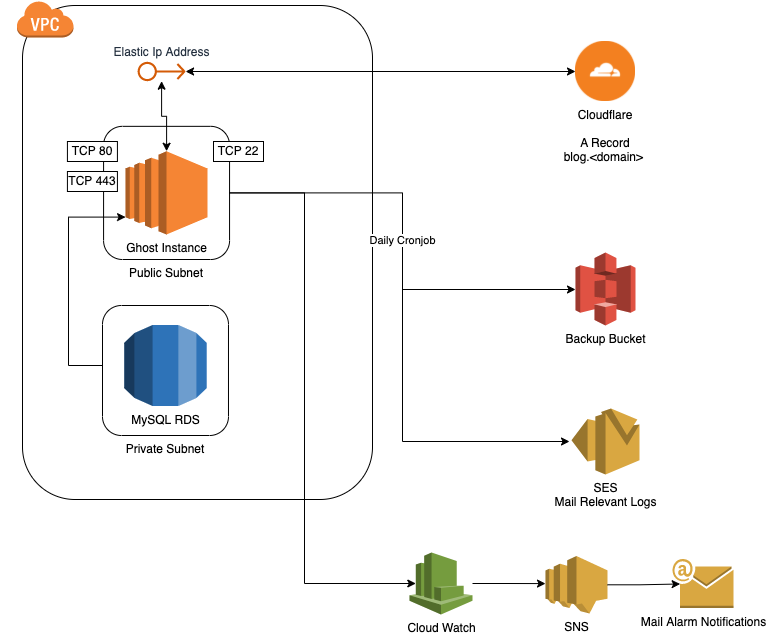 VPC
Elastic Ip Address
TCP 80
TCP 22
TCP 443
Ghost Instance
Public Subnet
MySQL RDS
Private Subnet
Cloudflare
A Record
blog.<domain>
Daily Cronjob
Backup Bucket
SES
Mail Relevant Logs
Cloud Watch
SNS
@
Mail Alarm Notifications